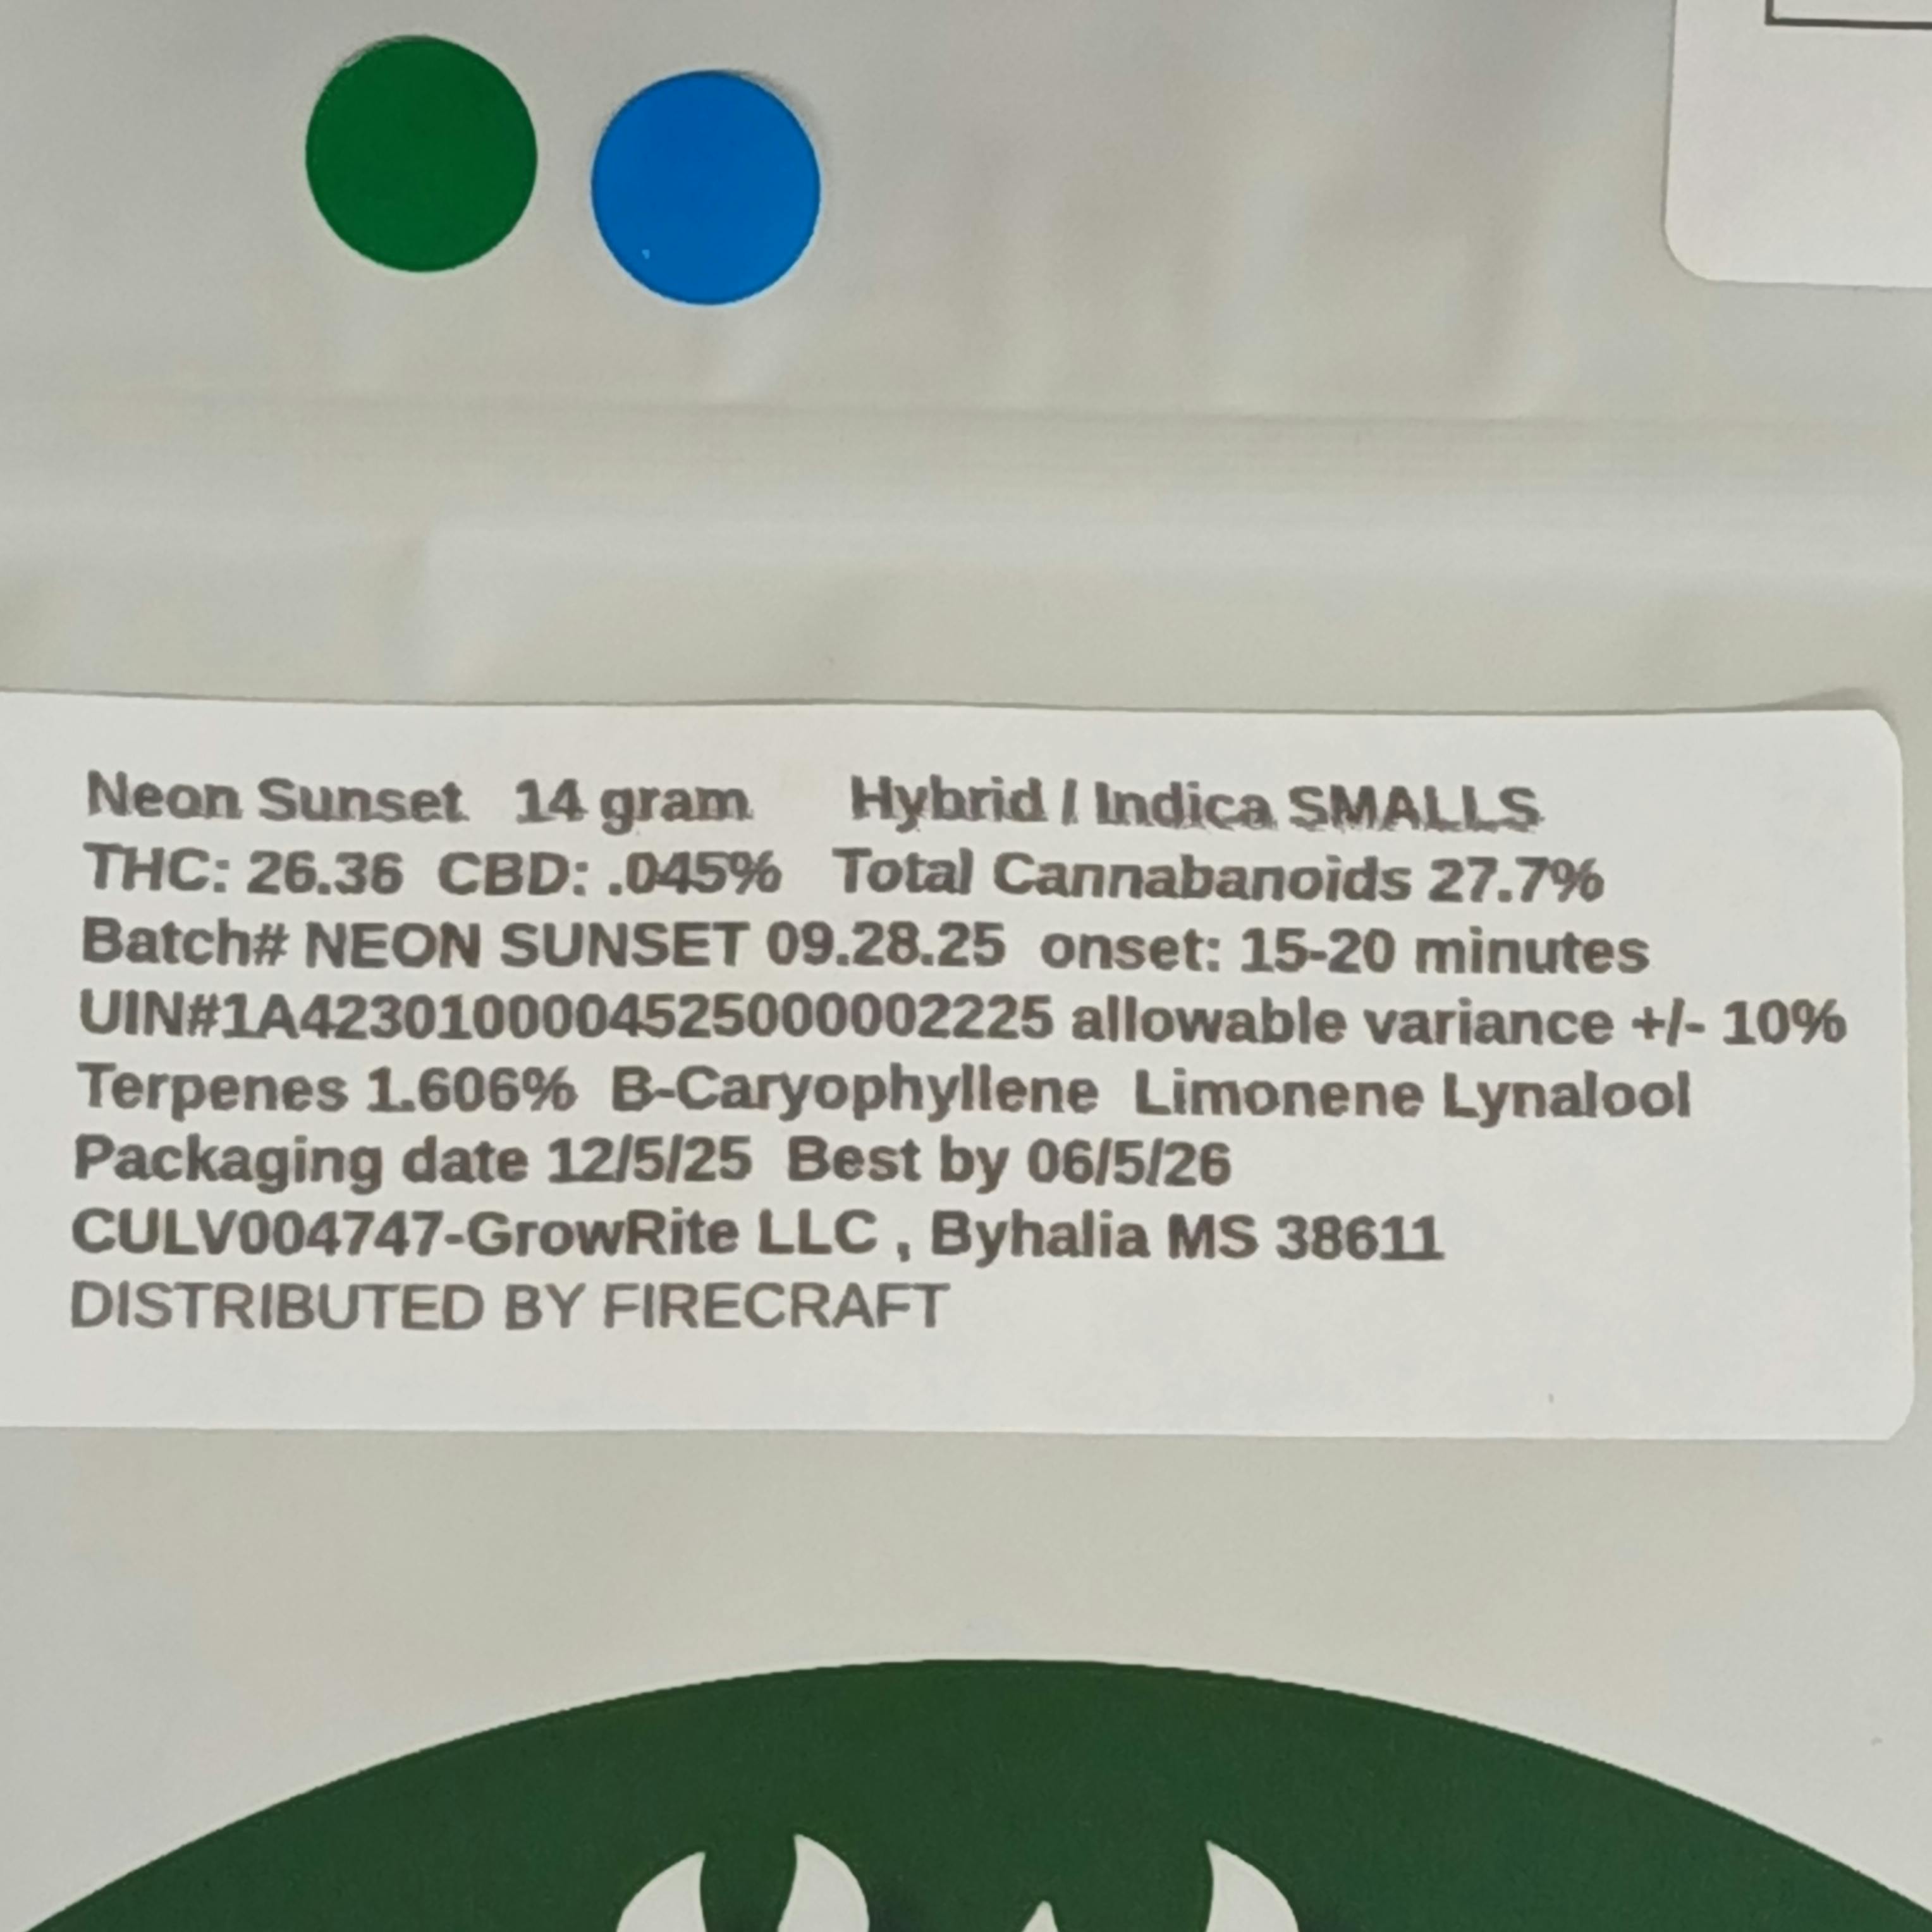 Neon Sunset 14 gram Hybrid / Indica SMALLS
THC: 26.36 CBD: .045% Total Cannabanoids 27.7%
Batch# NEON SUNSET 09.28.25 onset: 15-20 minutes
UIN#1A4230100004525000002225 allowable variance +/- 10%
Terpenes 1.606% B-Caryophyllene Limonene Lynalool
Packaging date 12/5/25 Best by 06/5/26
CULV004747-GrowRite LLC , Byhalia MS 38611
DISTRIBUTED BY FIRECRAFT